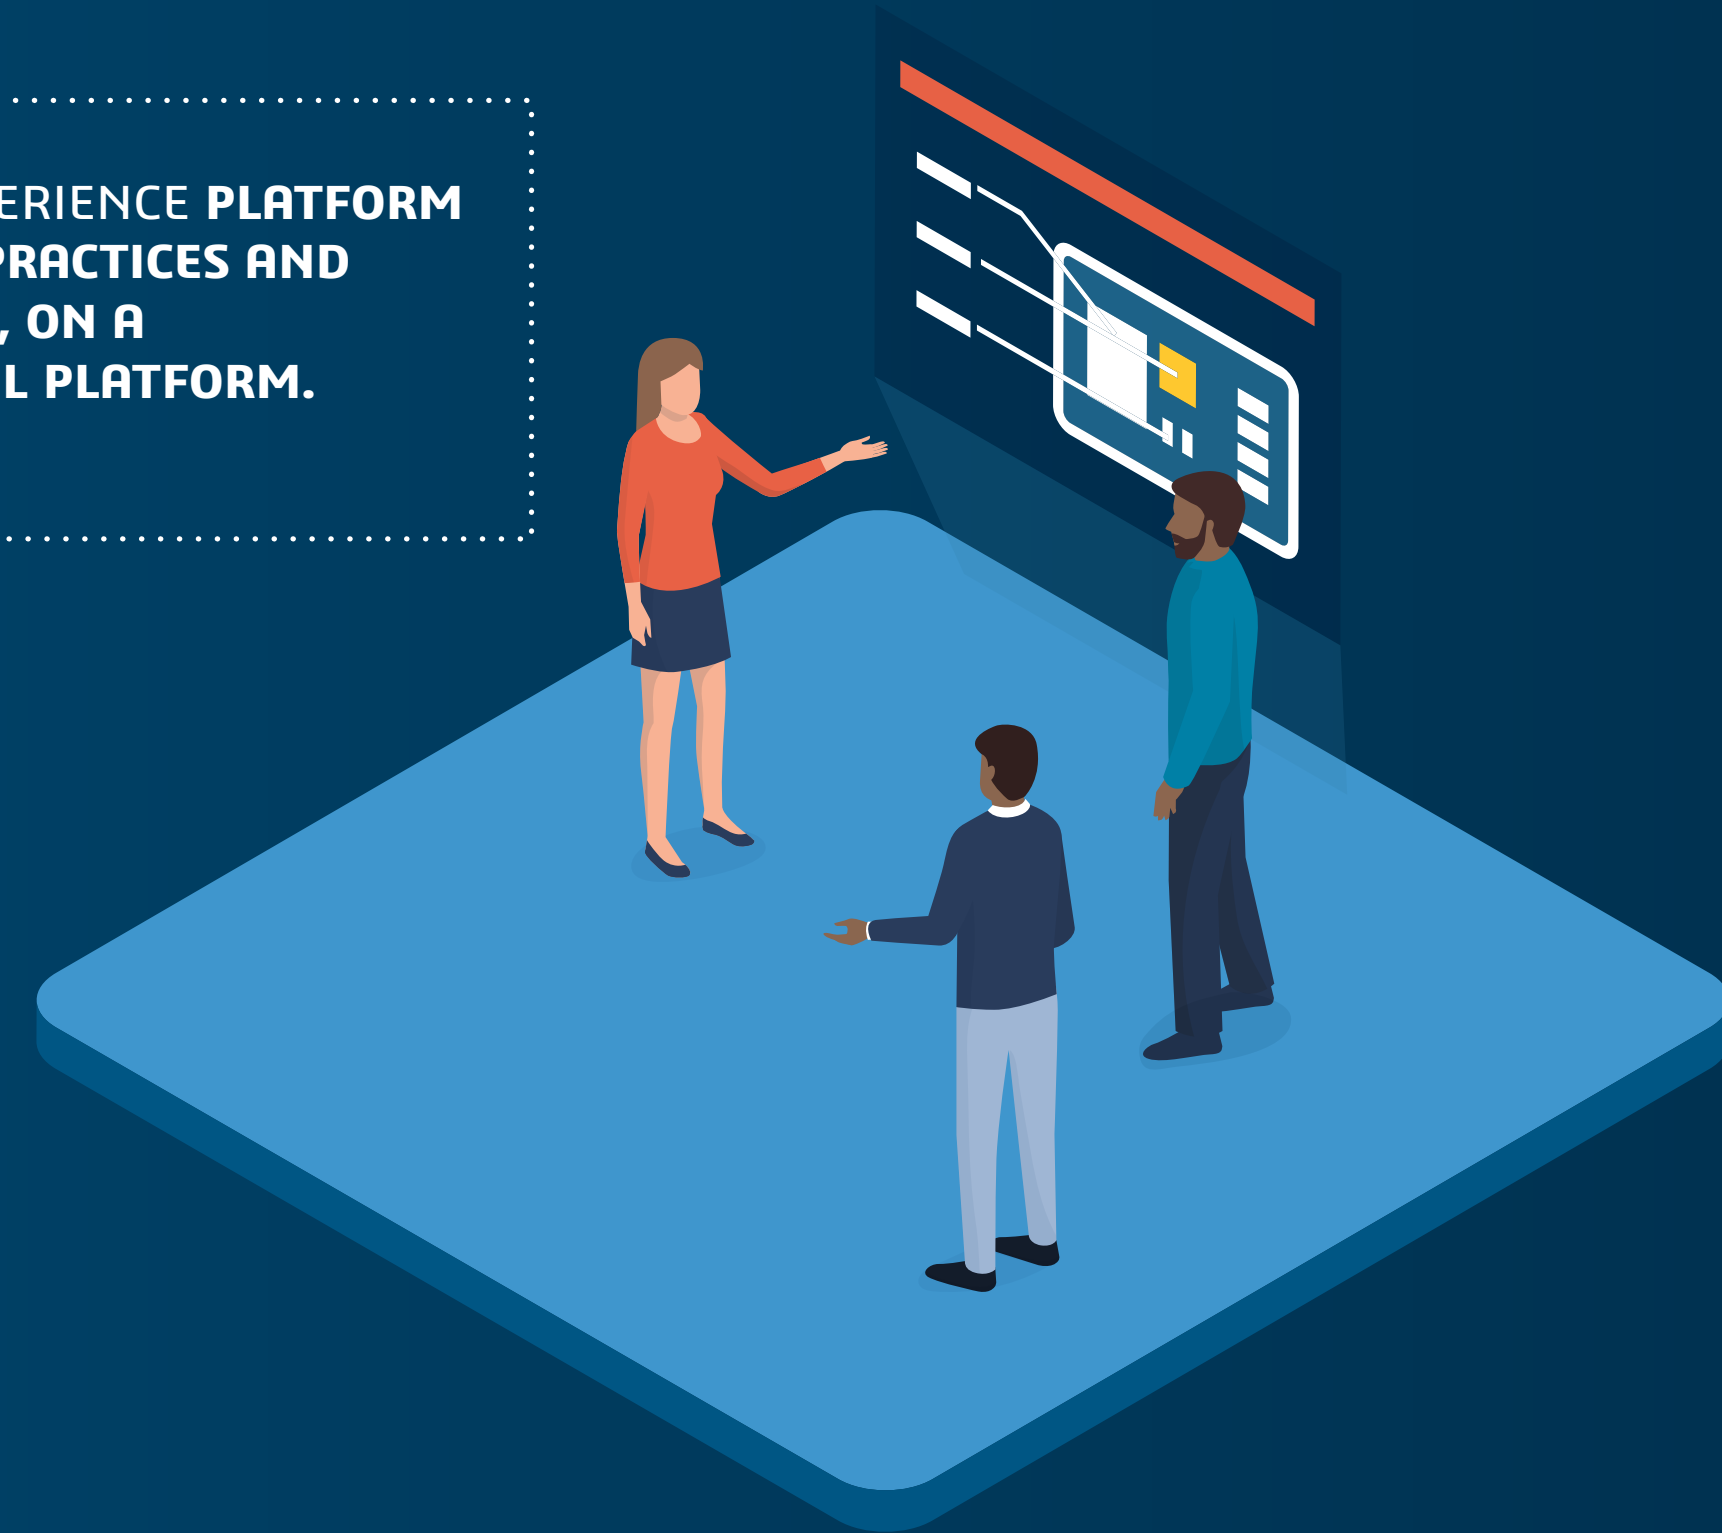 ERIENCE PLATFORM
PRACTICES AND
, ON A
L PLATFORM.